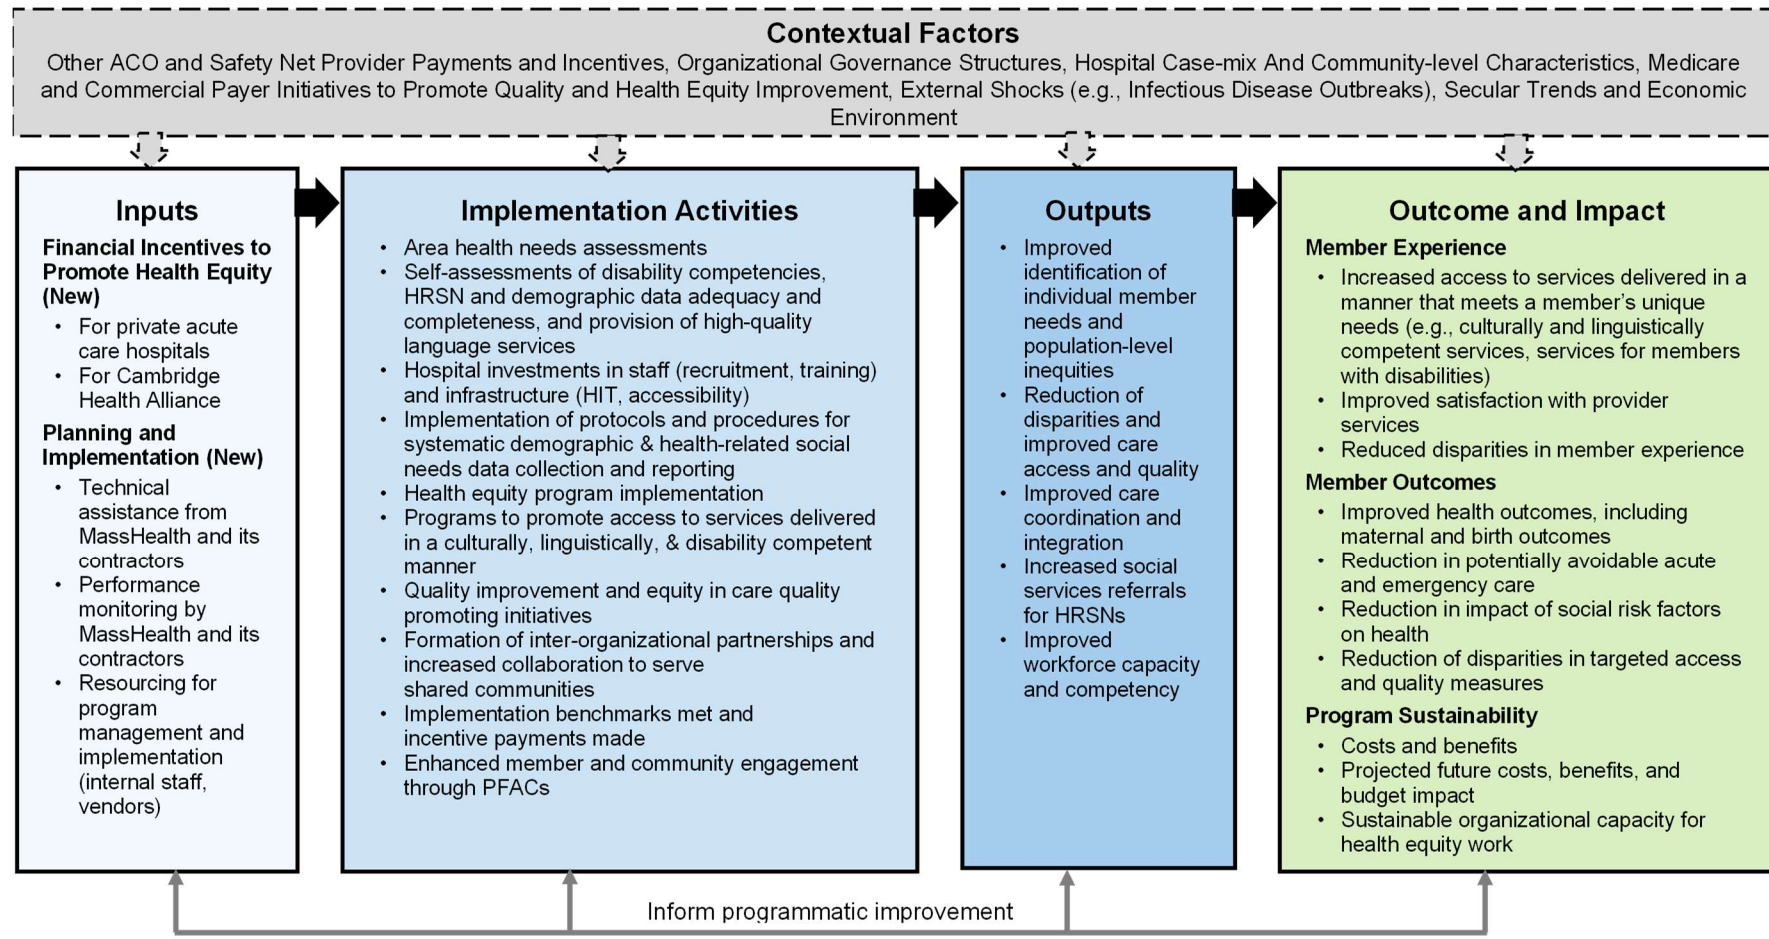 Contextual Factors
Other ACO and Safety Net Provider Payments and Incentives, Organizational Governance Structures, Hospital Case-mix And Community-level Characteristics, Medicare
and Commercial Payer Initiatives to Promote Quality and Health Equity Improvement, External Shocks (e.g., Infectious Disease Outbreaks), Secular Trends and Economic
Environment
Inputs
Financial Incentives to
Promote Health Equity
(New)
• For private acute
care hospitals
• For Cambridge
Health Alliance
Planning and
Implementation (New)
• Technical
assistance from
MassHealth and its
contractors
• Performance
monitoring by
MassHealth and its
contractors
• Resourcing for
program
management and
implementation
(internal staff,
vendors)
Implementation Activities
• Area health needs assessments
• Self-assessments of disability competencies,
HRSN and demographic data adequacy and
completeness, and provision of high-quality
language services
• Hospital investments in staff (recruitment, training)
and infrastructure (HIT, accessibility)
• Implementation of protocols and procedures for
systematic demographic & health-related social
needs data collection and reporting
• Health equity program implementation
• Programs to promote access to services delivered
in a culturally, linguistically, & disability competent
manner
• Quality improvement and equity in care quality
promoting initiatives
• Formation of inter-organizational partnerships and
increased collaboration to serve
shared communities
• Implementation benchmarks met and
incentive payments made
• Enhanced member and community engagement
through PFACs
Outputs
• Improved
identification of
individual member
needs and
population-level
inequities
• Reduction of
disparities and
improved care
access and quality
• Improved care
coordination and
integration
• Increased social
services referrals
for HRSNs
• Improved
workforce capacity
and competency
Outcome and Impact
Member Experience
• Increased access to services delivered in a
manner that meets a member's unique
needs (e.g., culturally and linguistically
competent services, services for members
with disabilities)
• Improved satisfaction with provider
services
• Reduced disparities in member experience
Member Outcomes
• Improved health outcomes, including
maternal and birth outcomes
• Reduction in potentially avoidable acute
and emergency care
• Reduction in impact of social risk factors
on health
• Reduction of disparities in targeted access
and quality measures
Program Sustainability
• Costs and benefits
• Projected future costs, benefits, and
budget impact
• Sustainable organizational capacity for
health equity work
Inform programmatic improvement